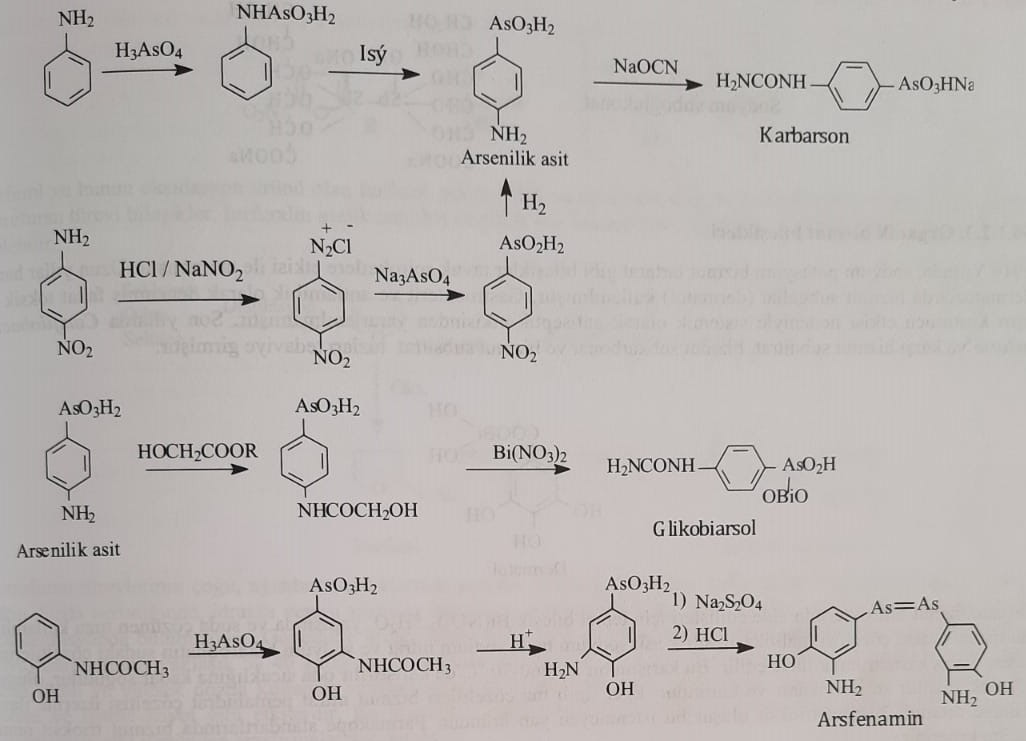 NH₂
H₃AsO₄
NHAsO₃H₂
Isý
AsO₃H₂
NH₂
Arsenilik asit
NaOCN
H₂NCONH
AsO₃HNa
Karbarson
H₂
NH₂
NO₂
HCl / NaNO₂
+ -
N₂Cl
NO₂
Na₃AsO₄
AsO₂H₂
NO₂
AsO₃H₂
NH₂
Arsenilik asit
HOCH₂COOR
AsO₃H₂
NHCOCH₂OH
Bi(NO₃)₂
H₂NCONH
AsO₂H
OBiO
Glikobiarsol
NHCOCH₃
OH
H₃AsO₄
AsO₃H₂
NHCOCH₃
OH
H⁺
AsO₃H₂
H₂N
OH
1) Na₂S₂O₄
2) HCl
As=As
HO
NH₂
NH₂
OH
Arsfenamin